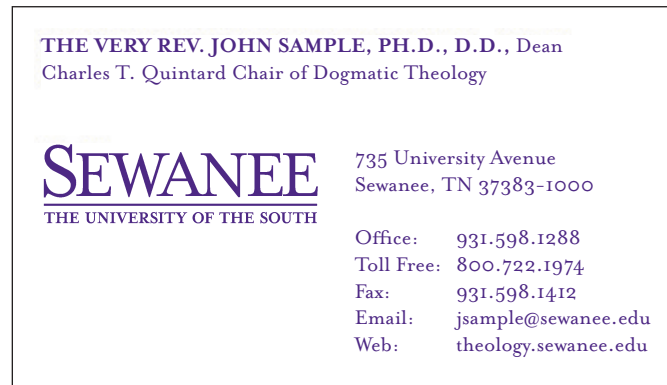 THE VERY REV. JOHN SAMPLE, PH.D., D.D., Dean
Charles T. Quintard Chair of Dogmatic Theology
SEWANEE
THE UNIVERSITY OF THE SOUTH
735 University Avenue
Sewanee, TN 37383-1000
Office: 931.598.1288
Toll Free: 800.722.1974
Fax: 931.598.1412
Email: jsample@sewanee.edu
Web: theology.sewanee.edu